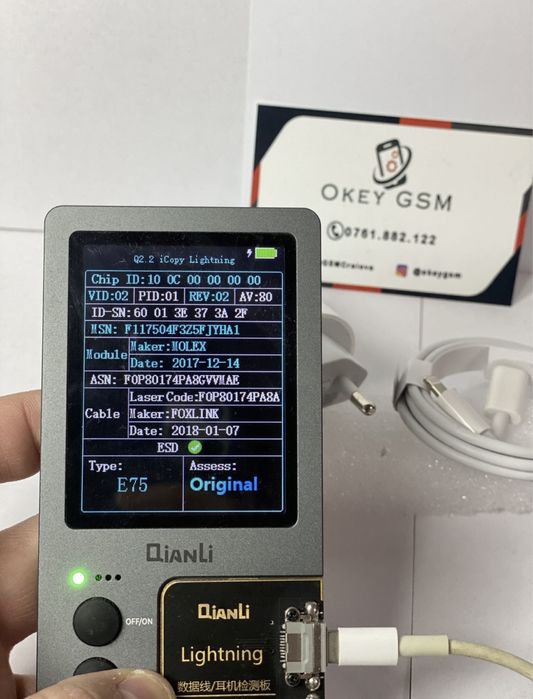 OKEY GSM
0761.882.122
GSMCraiova @okeygsm
Q2.2 iCopy Lightning
Chip ID:10 0C 00 00 00 00
VID:02 PID:01 REV:02 AV:80
ID-SN:60 01 3E 37 3A 2F
MSN: F117504F3Z5FJYHA1
Module Maker:MOLEX
Date: 2017-12-14
ASN: F0P80174PA8GVVMAE
Cable LaserCode:F0P80174PA8A
Maker:FOXLINK
Date: 2018-01-07
ESD
Type: Assess:
E75 Original
QIANLI
OFF/ON
QIANLI
Lightning
数据线/耳机检测板